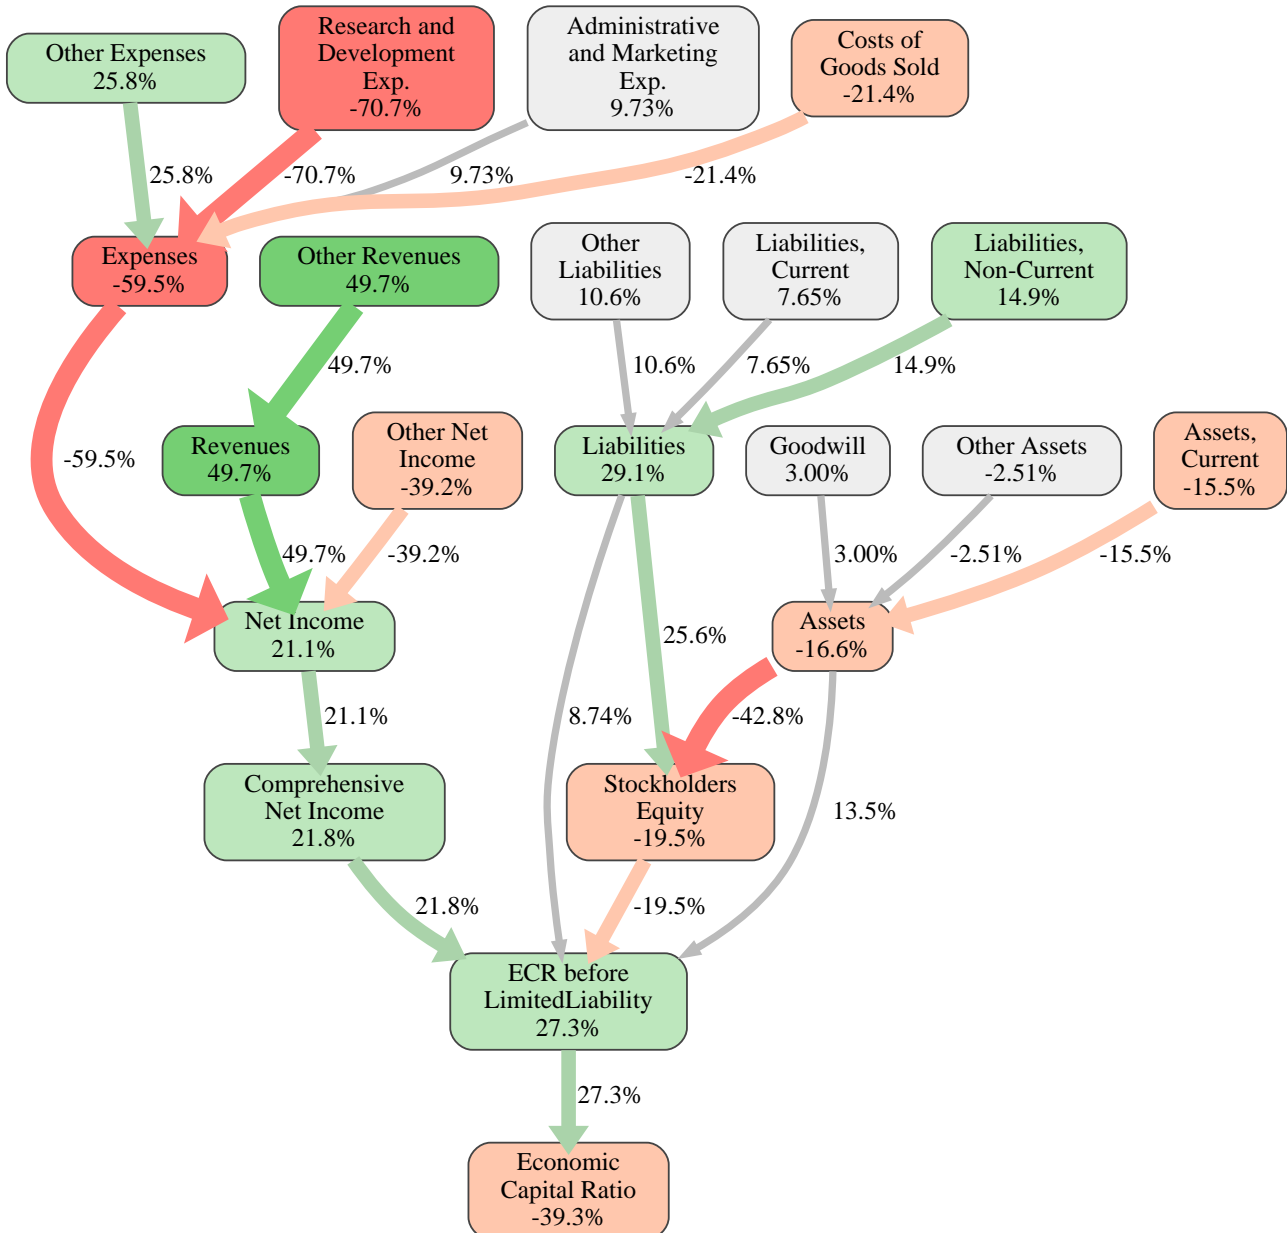 Other Expenses
25.8%
Research and
Development
Exp.
-70.7%
Administrative
and Marketing
Exp.
9.73%
Costs of
Goods Sold
-21.4%
25.8%
-70.7%
9.73%
-21.4%
Expenses
-59.5%
Other Revenues
49.7%
Other
Liabilities
10.6%
Liabilities,
Current
7.65%
Liabilities,
Non-Current
14.9%
49.7%
10.6%
7.65%
14.9%
-59.5%
Revenues
49.7%
Other Net
Income
-39.2%
Liabilities
29.1%
Goodwill
3.00%
Other Assets
-2.51%
Assets,
Current
-15.5%
49.7%
-39.2%
3.00%
-2.51%
-15.5%
Net Income
21.1%
25.6%
Assets
-16.6%
21.1%
8.74%
-42.8%
13.5%
Comprehensive
Net Income
21.8%
Stockholders
Equity
-19.5%
21.8%
-19.5%
ECR before
LimitedLiability
27.3%
27.3%
Economic
Capital Ratio
-39.3%